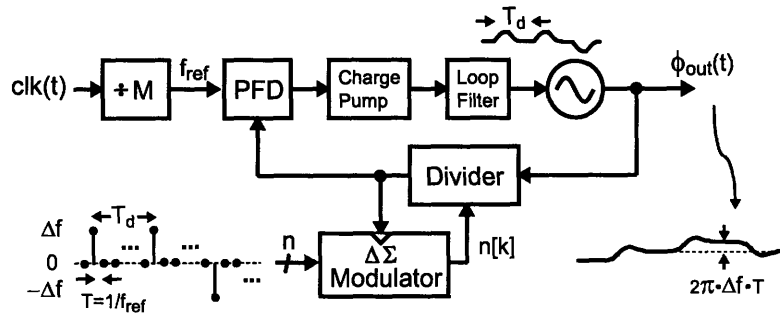 T_d
clk(t)
÷M
f_ref
PFD
Charge
Pump
Loop
Filter
ϕ_out(t)
Divider
Δf
T_d
...
...
0
...
−Δf
T=1/f_ref
n
ΔΣ
Modulator
n[k]
2π•Δf•T